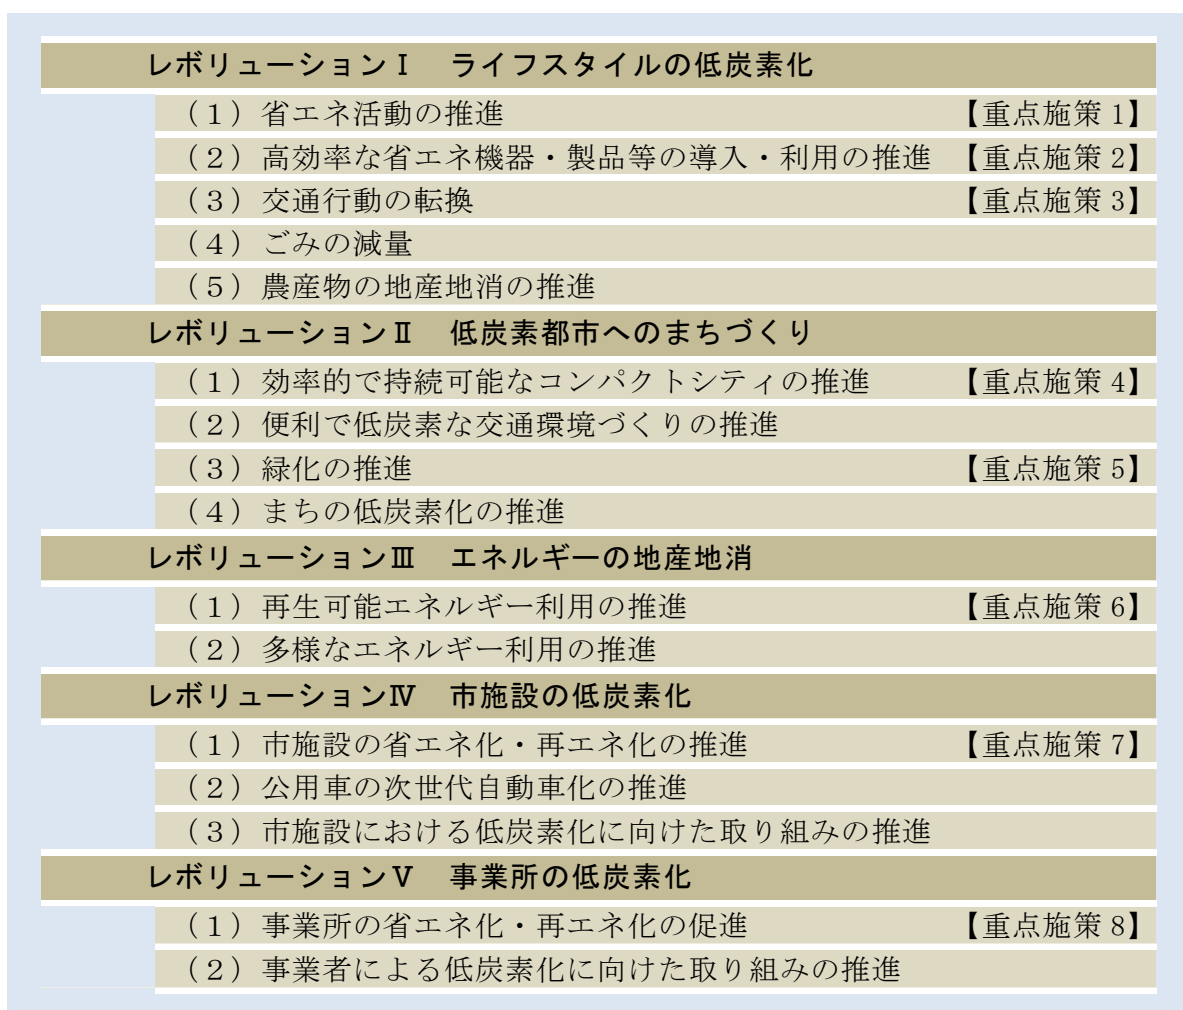 レボリューションⅠ　ライフスタイルの低炭素化
（１）省エネ活動の推進　【重点施策 1】
（２）高効率な省エネ機器・製品等の導入・利用の推進　【重点施策 2】
（３）交通行動の転換　【重点施策 3】
（４）ごみの減量
（５）農産物の地産地消の推進
レボリューションⅡ　低炭素都市へのまちづくり
（１）効率的で持続可能なコンパクトシティの推進　【重点施策 4】
（２）便利で低炭素な交通環境づくりの推進
（３）緑化の推進　【重点施策 5】
（４）まちの低炭素化の推進
レボリューションⅢ　エネルギーの地産地消
（１）再生可能エネルギー利用の推進　【重点施策 6】
（２）多様なエネルギー利用の推進
レボリューションⅣ　市施設の低炭素化
（１）市施設の省エネ化・再エネ化の推進　【重点施策 7】
（２）公用車の次世代自動車化の推進
（３）市施設における低炭素化に向けた取り組みの推進
レボリューションⅤ　事業所の低炭素化
（１）事業所の省エネ化・再エネ化の促進　【重点施策 8】
（２）事業者による低炭素化に向けた取り組みの推進